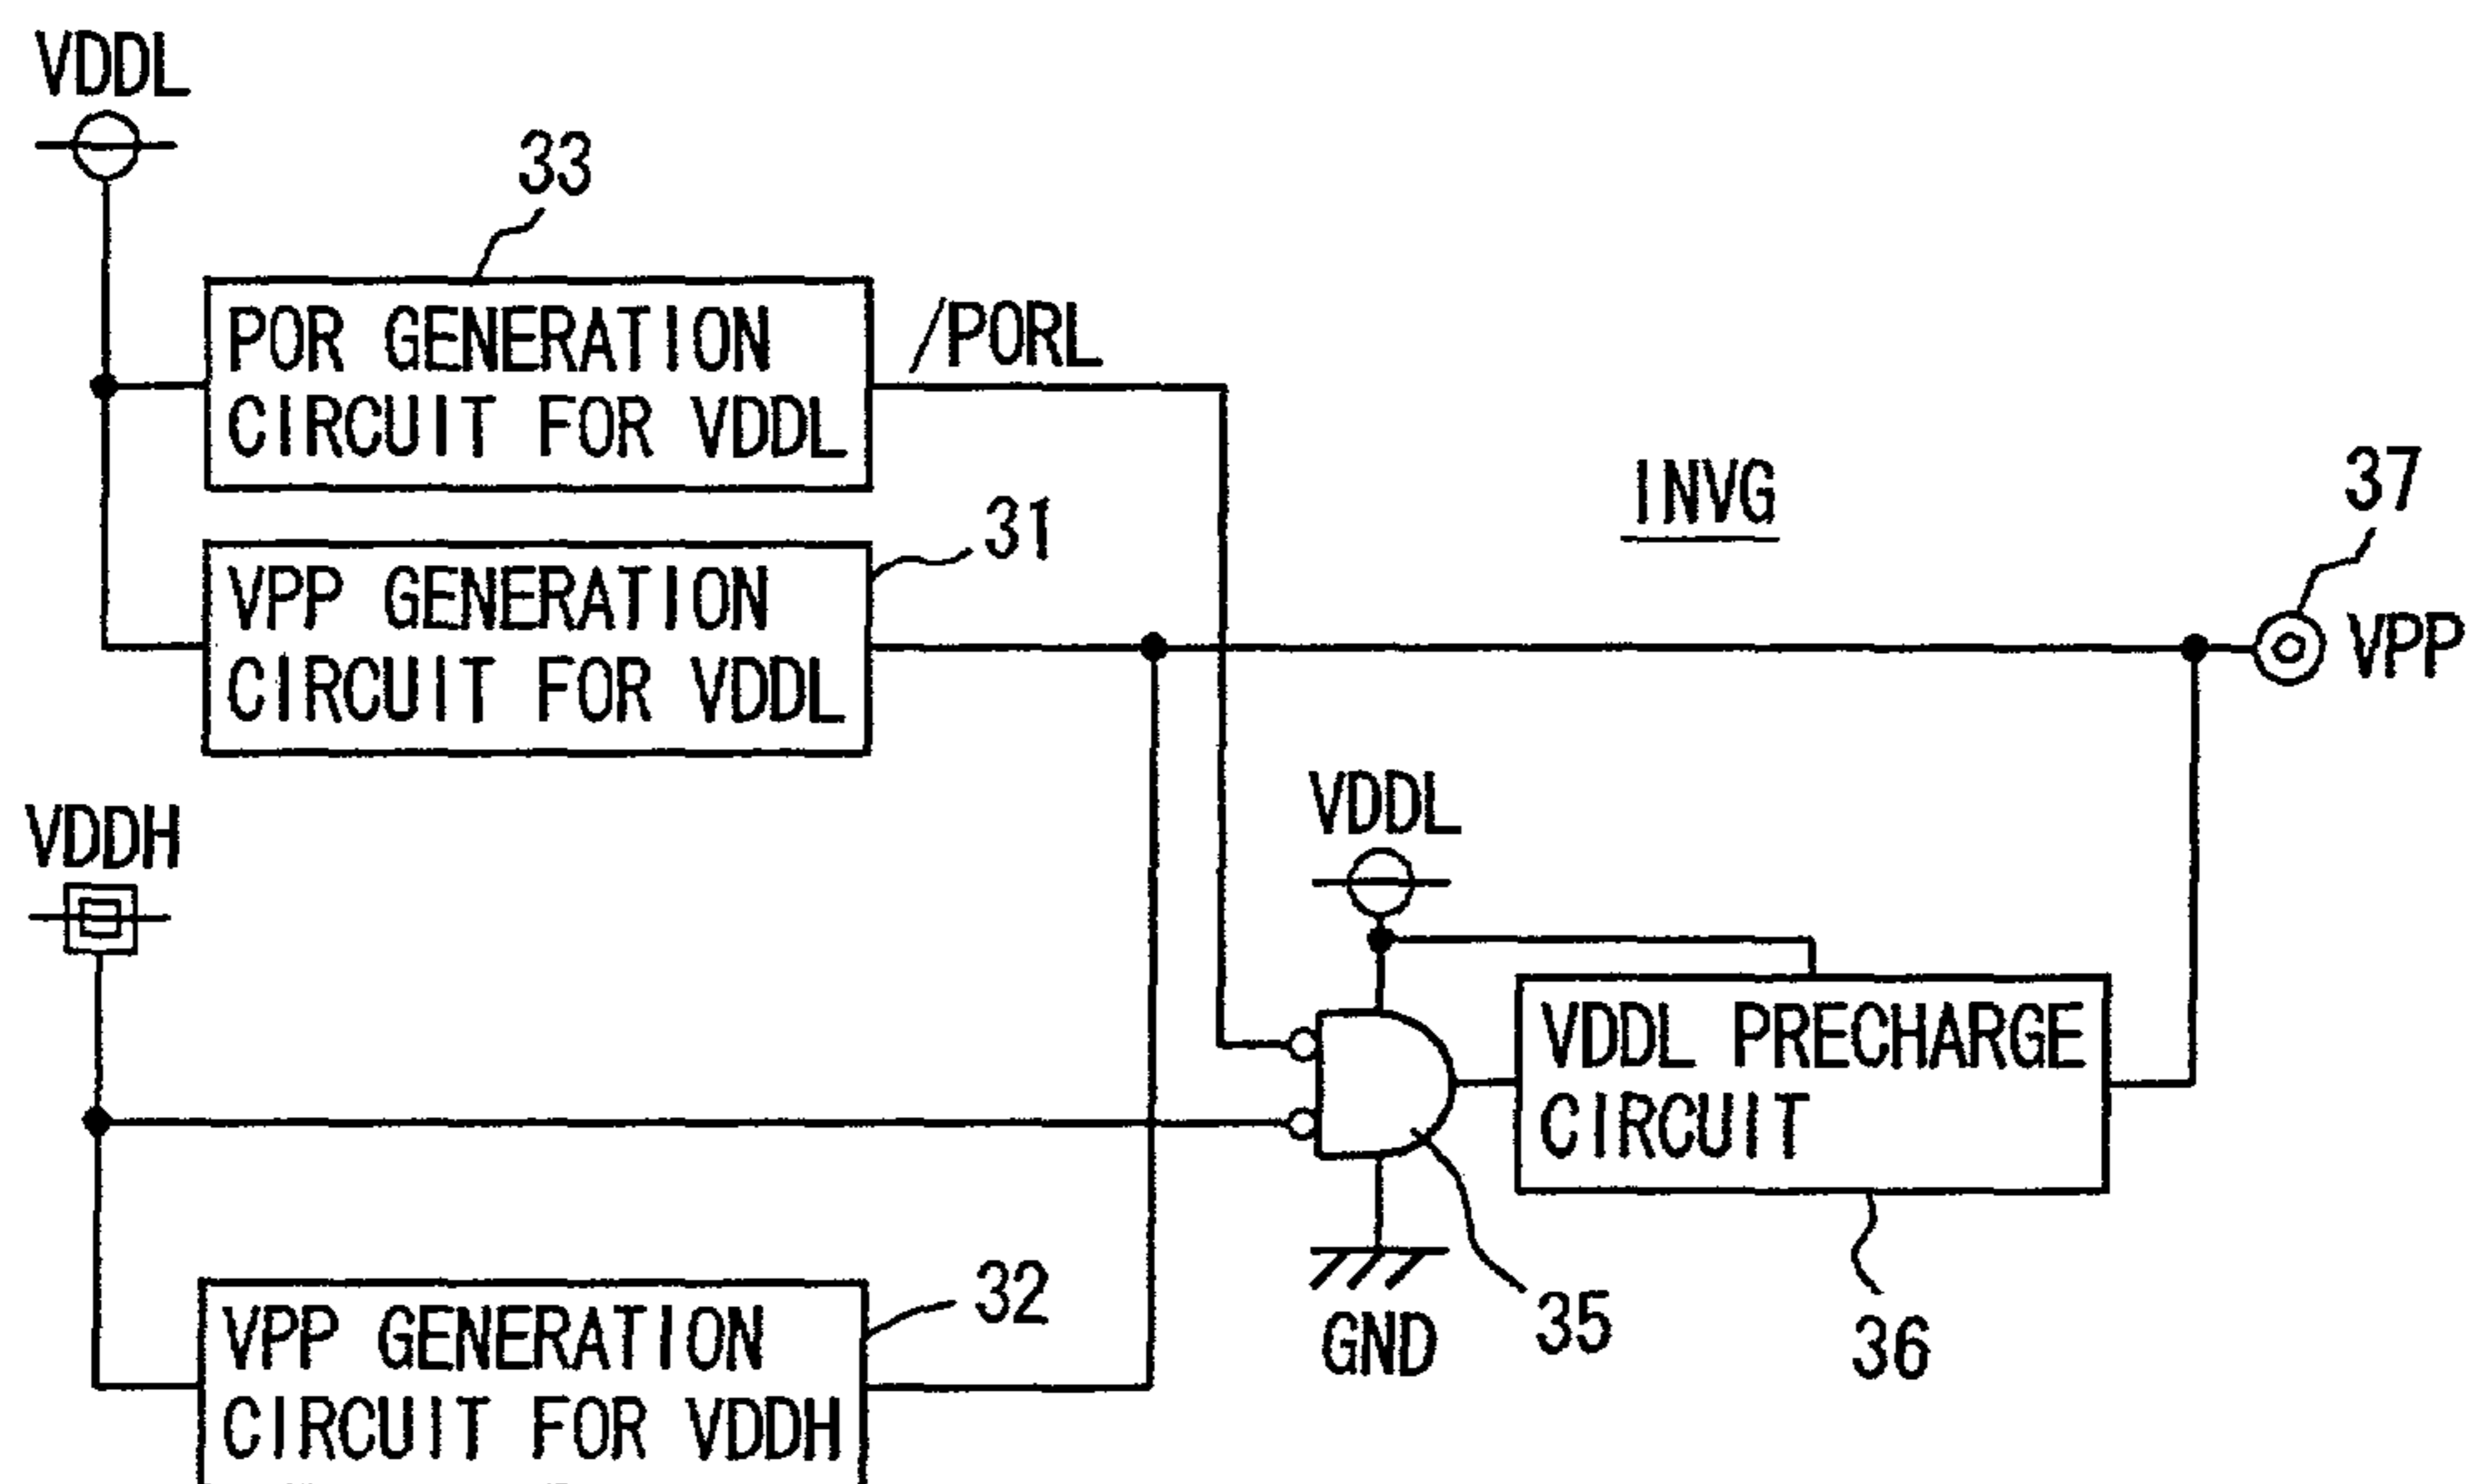 VDDL
33
POR GENERATION
CIRCUIT FOR VDDL
/PORL
INVG
37
31
VPP GENERATION
CIRCUIT FOR VDDL
VPP
VDDH
VDDL
VDDL PRECHARGE
CIRCUIT
32
VPP GENERATION
CIRCUIT FOR VDDH
GND
35
36